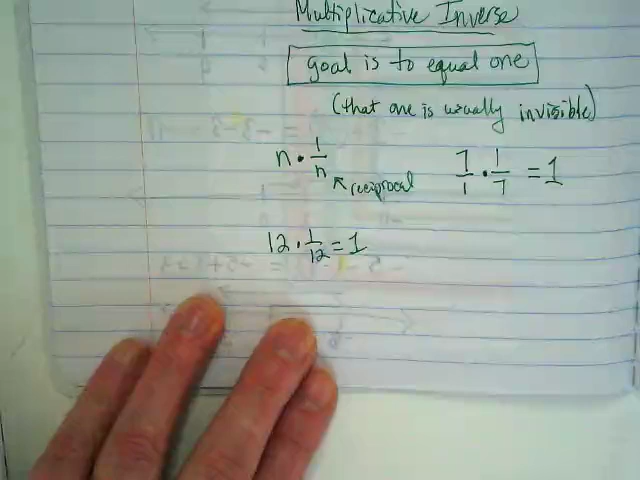 Multiplicative Inverse
goal is to equal one
(that one is usually invisible)
n · 1/n
↖ reciprocal
7/1 · 1/7 = 1
12 · 1/12 = 1